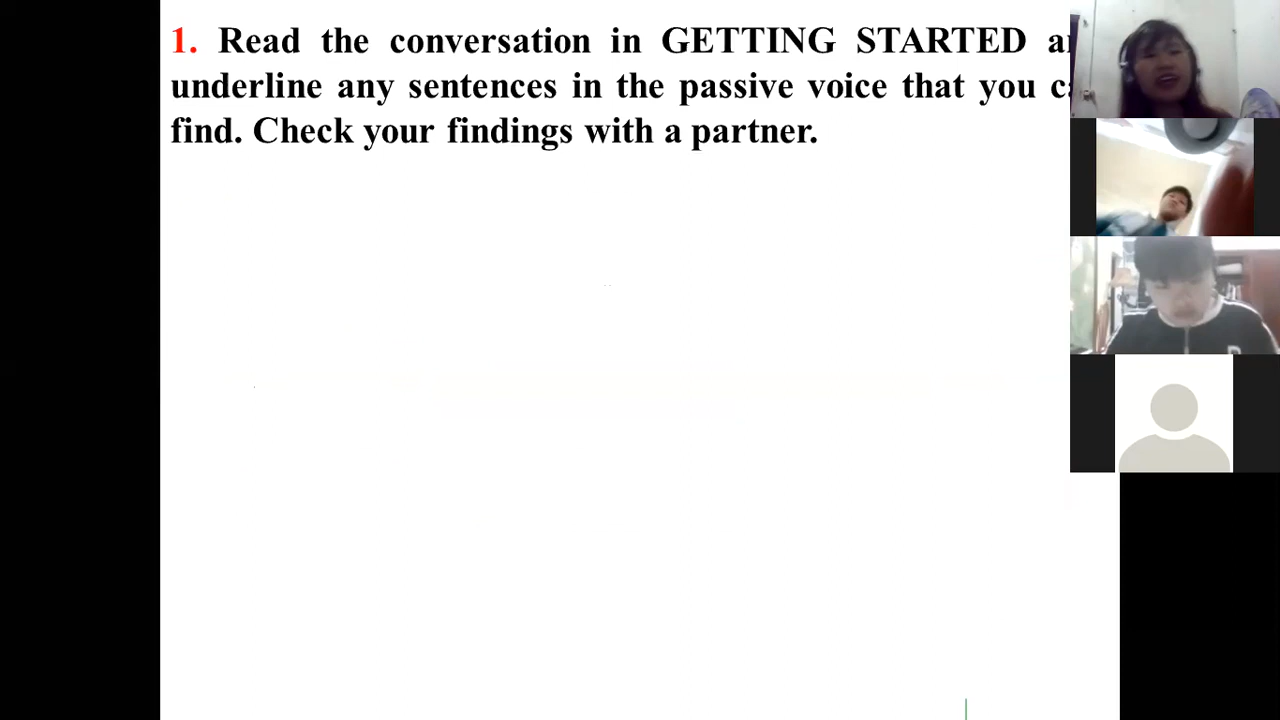 1. Read the conversation in GETTING STARTED
underline any sentences in the passive voice that you
find. Check your findings with a partner.